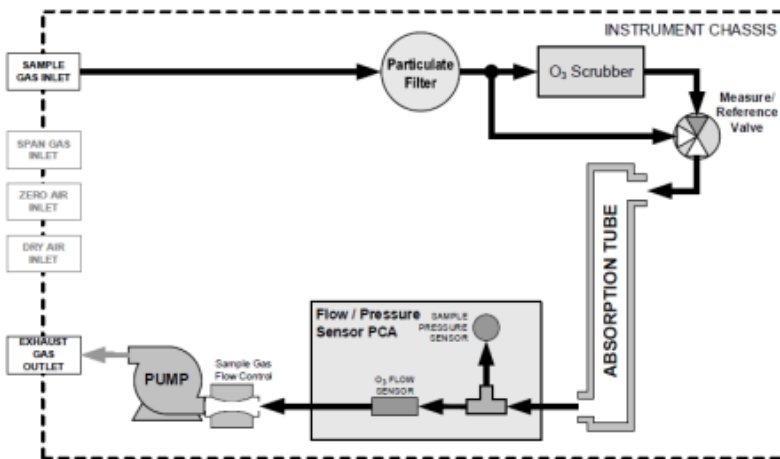 INSTRUMENT CHASSIS
SAMPLE
GAS INLET
Particulate
Filter
O₃ Scrubber
Measure/
Reference
Valve
SPAN GAS
INLET
ZERO AIR
INLET
DRY AIR
INLET
ABSORPTION TUBE
Flow / Pressure
Sensor PCA
SAMPLE
PRESSURE
SENSOR
EXHAUST
GAS
OUTLET
PUMP
Sample Gas
Flow Control
O₃ FLOW
SENSOR